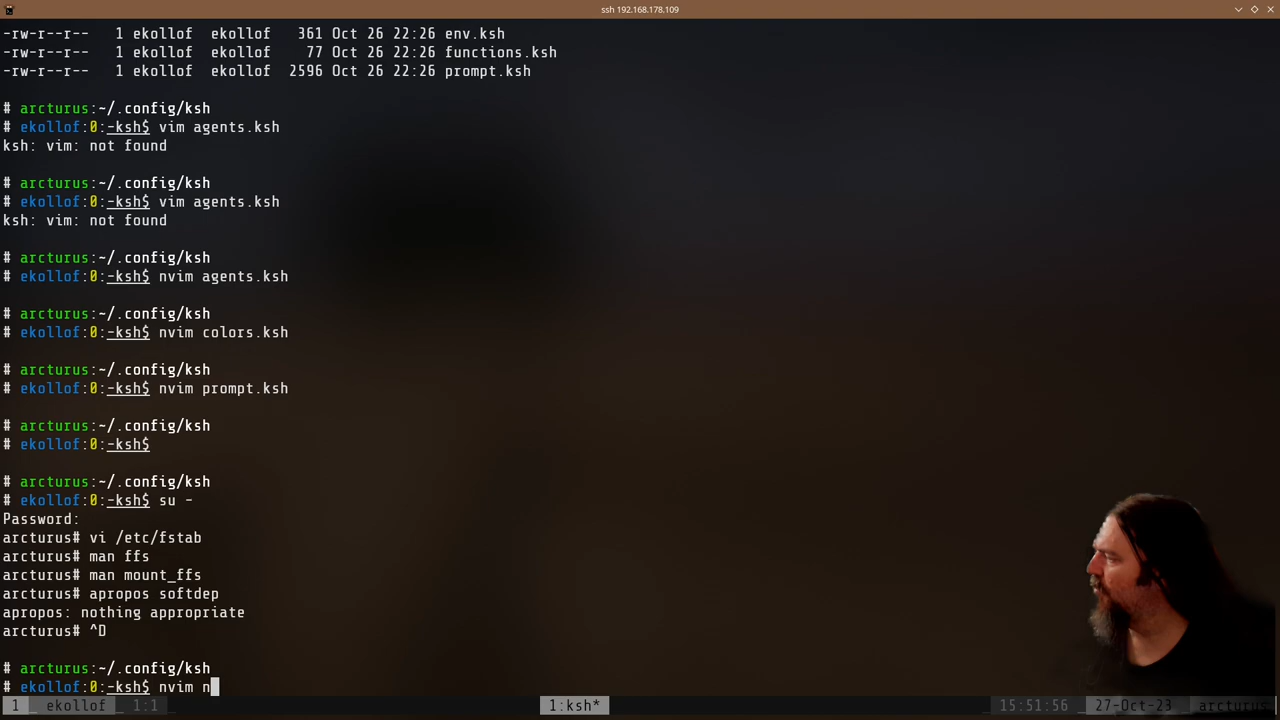 ssh 192.168.178.109
-rw-r--r-- 1 ekollof ekollof 361 Oct 26 22:26 env.ksh
-rw-r--r-- 1 ekollof ekollof 77 Oct 26 22:26 functions.ksh
-rw-r--r-- 1 ekollof ekollof 2596 Oct 26 22:26 prompt.ksh
# arcturus:~/.config/ksh
# ekollof:0:-ksh$ vim agents.ksh
ksh: vim: not found
# arcturus:~/.config/ksh
# ekollof:0:-ksh$ vim agents.ksh
ksh: vim: not found
# arcturus:~/.config/ksh
# ekollof:0:-ksh$ nvim agents.ksh
# arcturus:~/.config/ksh
# ekollof:0:-ksh$ nvim colors.ksh
# arcturus:~/.config/ksh
# ekollof:0:-ksh$ nvim prompt.ksh
# arcturus:~/.config/ksh
# ekollof:0:-ksh$
# arcturus:~/.config/ksh
# ekollof:0:-ksh$ su -
Password:
arcturus# vi /etc/fstab
arcturus# man ffs
arcturus# man mount_ffs
arcturus# apropos softdep
apropos: nothing appropriate
arcturus# ^D
# arcturus:~/.config/ksh
# ekollof:0:-ksh$ nvim n
1 ekollof 1:1 1:ksh* 15:51:56 27-Oct-23 arcturus